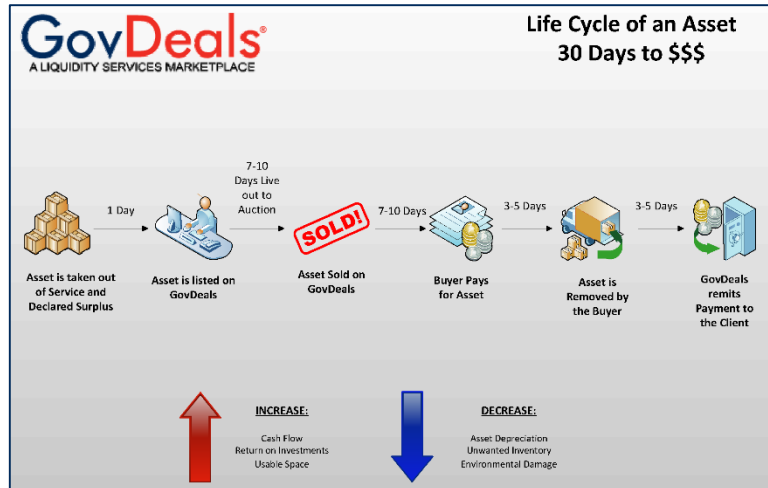 GovDeals®
A LIQUIDITY SERVICES MARKETPLACE
Life Cycle of an Asset
30 Days to $$$
1 Day
7-10
Days Live
out to
Auction
SOLD!
7-10 Days
3-5 Days
3-5 Days
Asset is taken out
of Service and
Declared Surplus
Asset is listed on
GovDeals
Asset Sold on
GovDeals
Buyer Pays
for Asset
Asset is
Removed by
the Buyer
GovDeals
remits
Payment to
the Client
INCREASE:
Cash Flow
Return on Investments
Usable Space
DECREASE:
Asset Depreciation
Unwanted Inventory
Environmental Damage